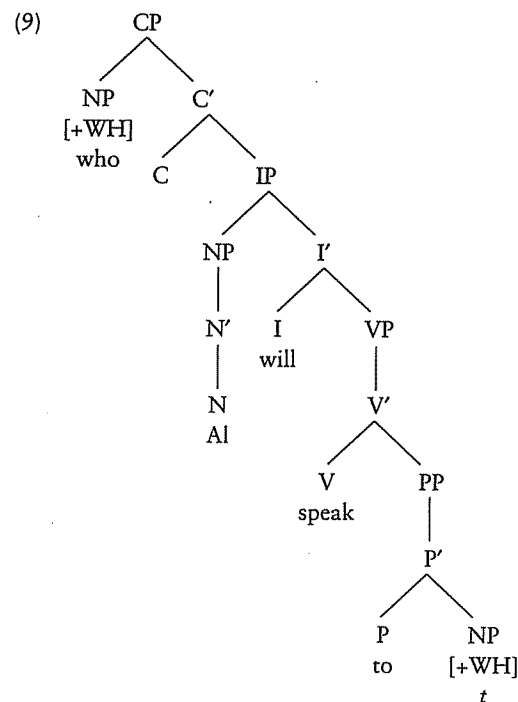 (9) CP
NP C′
[+WH]
who C IP
NP I′
N′ I VP
will
N V′
Al
V PP
speak
P′
P NP
to [+WH]
t